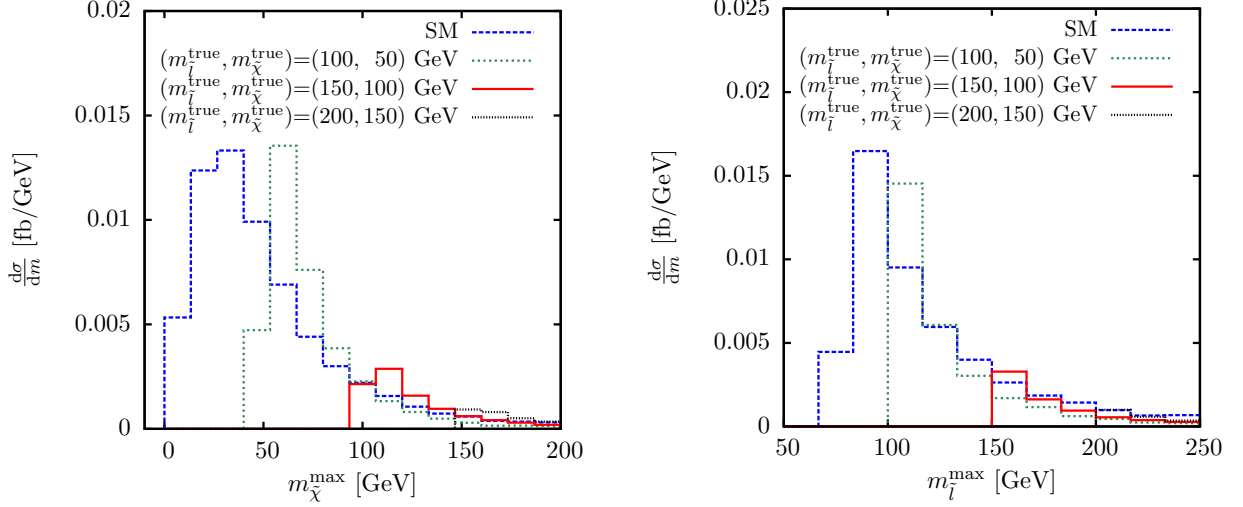 0.02
0.015
0.01
0.005
0
0 50 100 150 200
dσ/dm [fb/GeV]
m_χ̃^max [GeV]
SM
(m_l̃^true, m_χ̃^true)=(100, 50) GeV
(m_l̃^true, m_χ̃^true)=(150,100) GeV
(m_l̃^true, m_χ̃^true)=(200,150) GeV
0.025
0.02
0.015
0.01
0.005
0
50 100 150 200 250
dσ/dm [fb/GeV]
m_l̃^max [GeV]
SM
(m_l̃^true, m_χ̃^true)=(100, 50) GeV
(m_l̃^true, m_χ̃^true)=(150,100) GeV
(m_l̃^true, m_χ̃^true)=(200,150) GeV